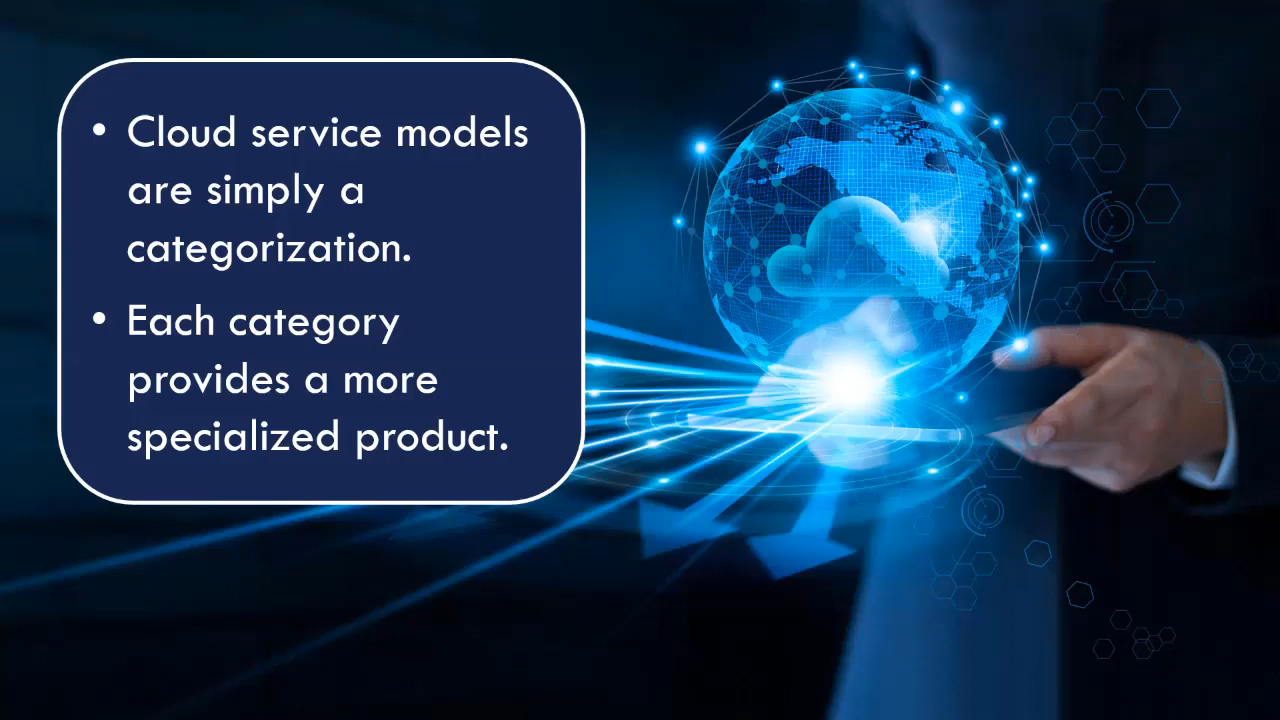 • Cloud service models
are simply a
categorization.
• Each category
provides a more
specialized product.